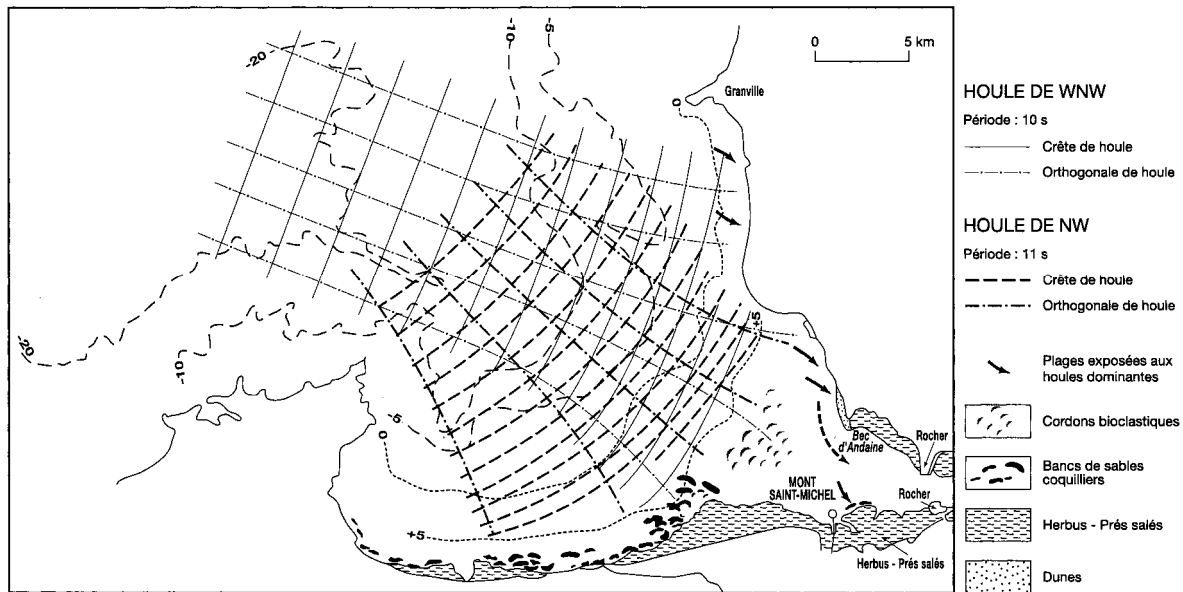 -20
-10
-5
0
5 km
Granville
0
+5
-20
-10
-5
0
+5
Bec
d'Andaine
Rocher
MONT
SAINT-MICHEL
Rocher
Herbus - Prés salés
HOULE DE WNW
Période : 10 s
Crête de houle
Orthogonale de houle
HOULE DE NW
Période : 11 s
Crête de houle
Orthogonale de houle
Plages exposées aux
houles dominantes
Cordons bioclastiques
Bancs de sables
coquilliers
Herbus - Prés salés
Dunes
0